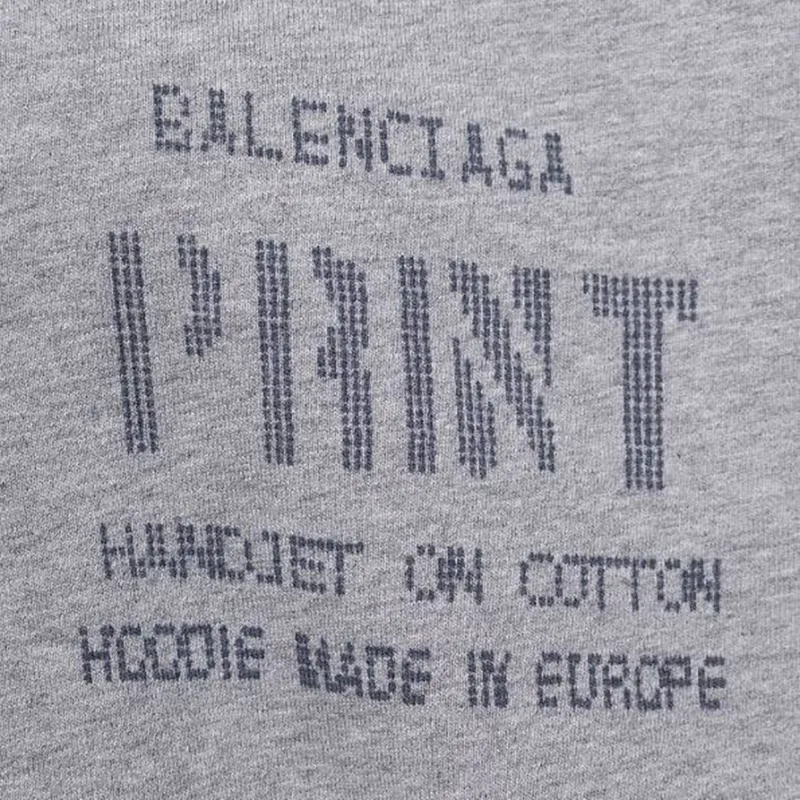 BALENCIAGA
PRINT
HANDJET ON COTTON
HOODIE MADE IN EUROPE